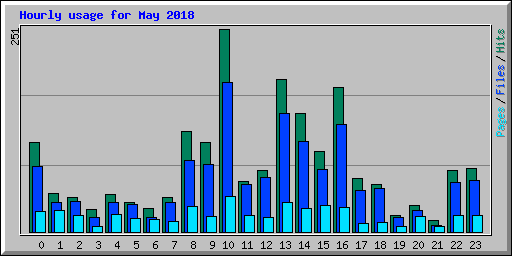 Hourly usage for May 2018
251
Pages/Files/Hits
0 1 2 3 4 5 6 7 8 9 10 11 12 13 14 15 16 17 18 19 20 21 22 23